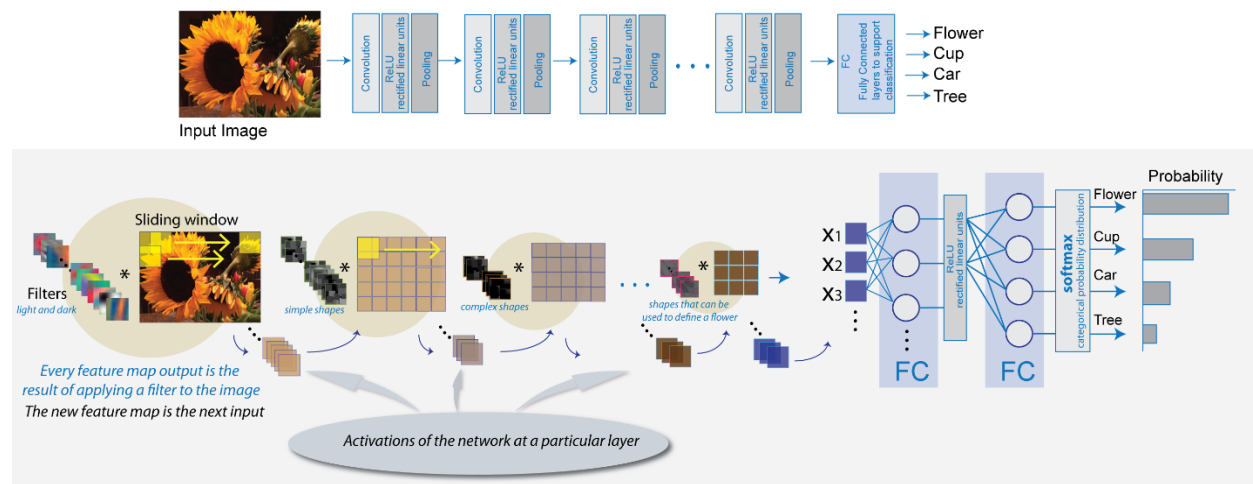 Input Image
Convolution
ReLU
rectified linear units
Pooling
Convolution
ReLU
rectified linear units
Pooling
Convolution
ReLU
rectified linear units
Pooling
Convolution
ReLU
rectified linear units
Pooling
FC
Fully Connected
layers to support
classification
Flower
Cup
Car
Tree
Sliding window
Filters
light and dark
*
simple shapes
*
complex shapes
*
shapes that can be
used to define a flower
*
X1
X2
X3
FC
ReLU
rectified linear units
FC
softmax
categorical probability distribution
Probability
Flower
Cup
Car
Tree
Every feature map output is the
result of applying a filter to the image
The new feature map is the next input
Activations of the network at a particular layer